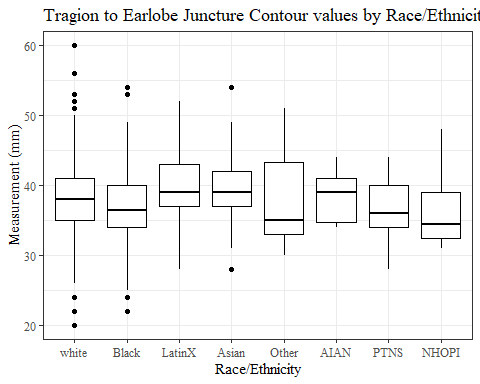 Tragion to Earlobe Juncture Contour values by Race/Ethnicit
60
50
40
30
20
Measurement (mm)
white Black LatinX Asian Other AIAN PTNS NHOPI
Race/Ethnicity